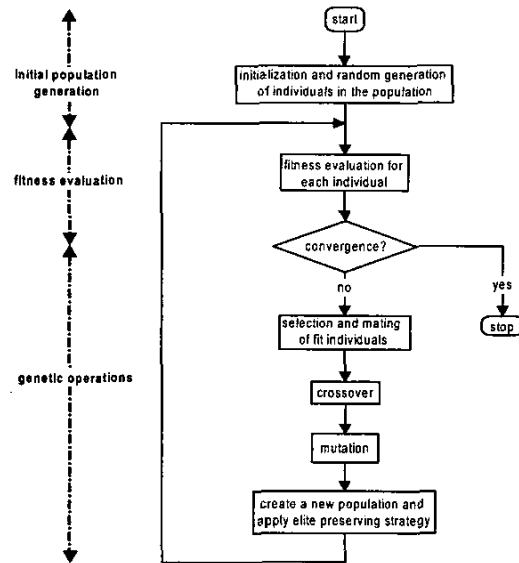 start
initial population
generation
initialization and random generation
of individuals in the population
fitness evaluation
fitness evaluation for
each individual
convergence?
no
yes
stop
selection and mating
of fit individuals
genetic operations
crossover
mutation
create a new population and
apply elite preserving strategy